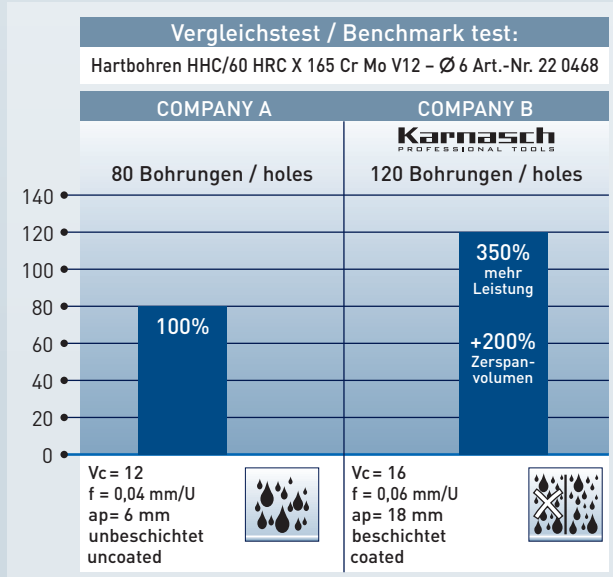 Vergleichstest / Benchmark test:
Hartbohren HHC/60 HRC X 165 Cr Mo V12 – Ø 6 Art.-Nr. 22 0468
COMPANY A
COMPANY B
Karnasch
PROFESSIONAL TOOLS
80 Bohrungen / holes
120 Bohrungen / holes
140
120
100
80
60
40
20
0
100%
350%
mehr
Leistung
+200%
Zerspan-
volumen
Vc = 12
f = 0,04 mm/U
ap= 6 mm
unbeschichtet
uncoated
Vc = 16
f = 0,06 mm/U
ap= 18 mm
beschichtet
coated